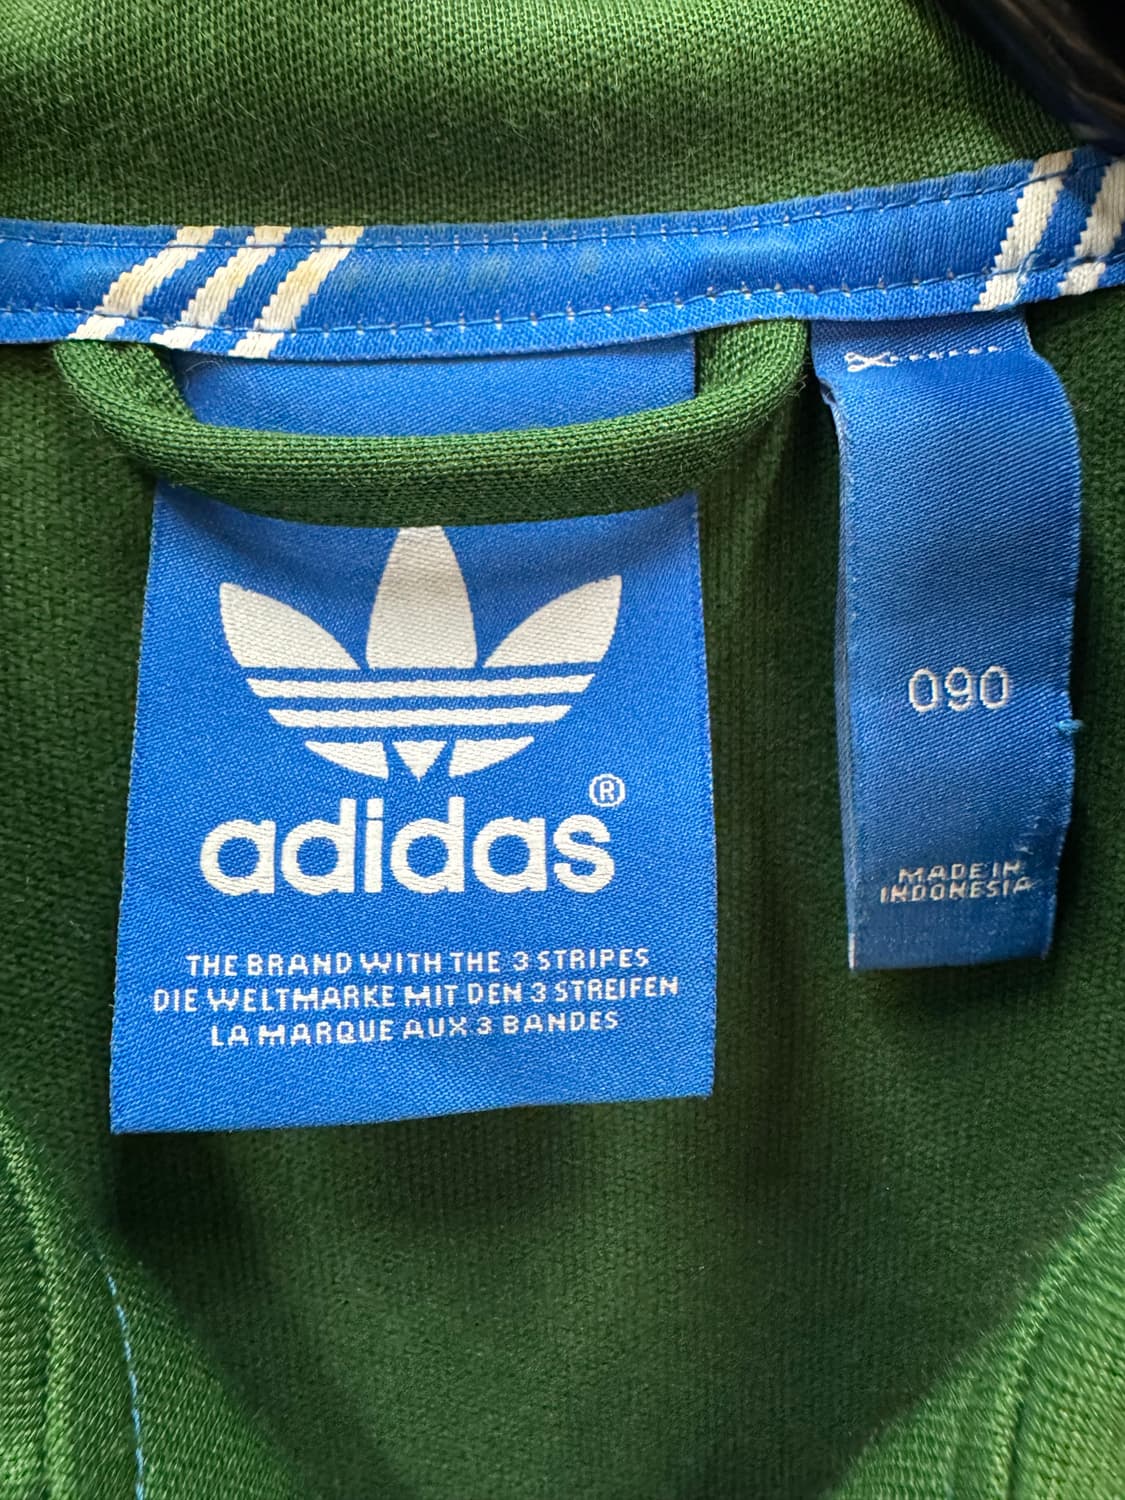 adidas®
THE BRAND WITH THE 3 STRIPES
DIE WELTMARKE MIT DEN 3 STREIFEN
LA MARQUE AUX 3 BANDES
090
MADE IN
INDONESIA